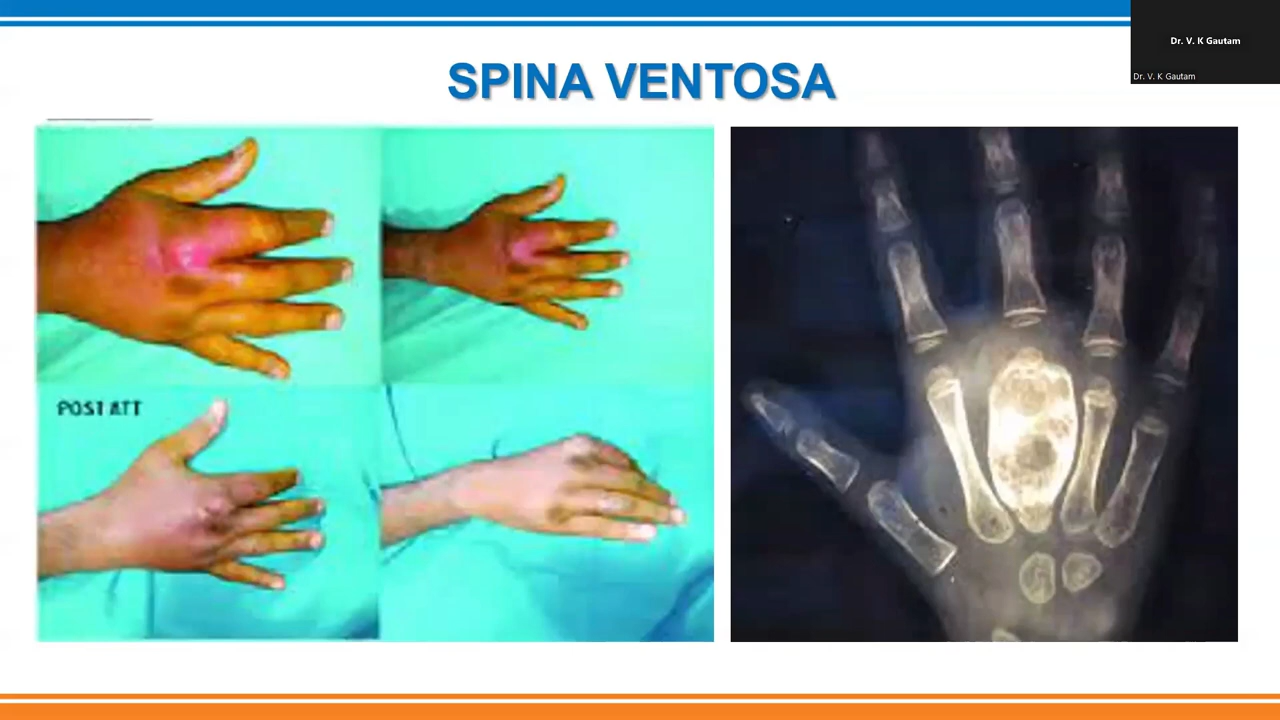 Dr. V. K Gautam
Dr. V. K Gautam
SPINA VENTOSA
POST ATT